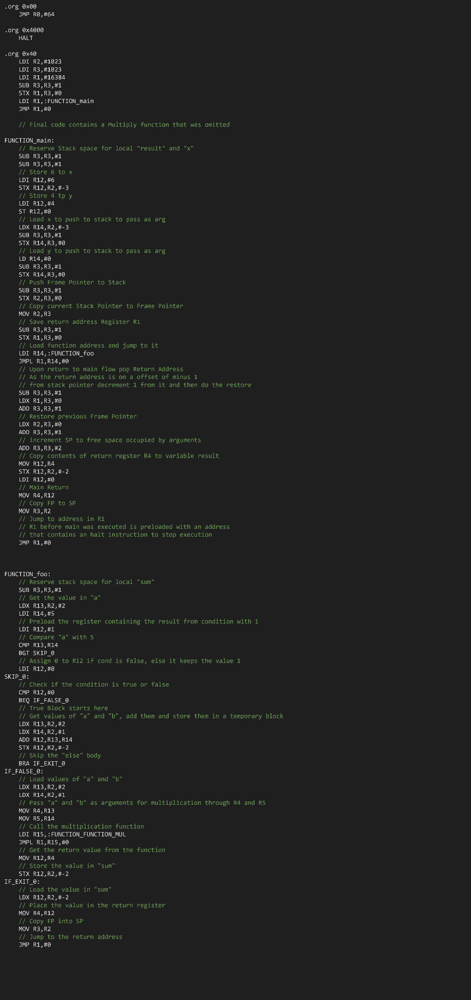 .org 0x00
JMP R0,#64
.org 0x4000
HALT
.org 0x40
LDI R2,#1023
LDI R3,#1023
LDI R1,#16384
SUB R3,R3,#1
STX R1,R3,#0
LDI R1,:FUNCTION_main
JMP R1,#0
// Final code contains a Multiply function that was omitted
FUNCTION_main:
// Reserve Stack space for local "result" and "x"
SUB R3,R3,#1
SUB R3,R3,#1
// Store 6 to x
LDI R12,#6
STX R12,R2,#-3
// Store 4 tp y
LDI R12,#4
ST R12,#0
// Load x to push to stack to pass as arg
LDX R14,R2,#-3
SUB R3,R3,#1
STX R14,R3,#0
// Load y to push to stack to pass as arg
LD R14,#0
SUB R3,R3,#1
STX R14,R3,#0
// Push Frame Pointer to Stack
SUB R3,R3,#1
STX R2,R3,#0
// Copy current Stack Pointer to Frame Pointer
MOV R2,R3
// Save return address Register R1
SUB R3,R3,#1
STX R1,R3,#0
// Load function address and jump to it
LDI R14,:FUNCTION_foo
JMPL R1,R14,#0
// Upon return to main flow pop Return Address
// As the return address is on a offset of minus 1
// from stack pointer decrement 1 from it and then do the restore
SUB R3,R3,#1
LDX R1,R3,#0
ADD R3,R3,#1
// Restore previous Frame Pointer
LDX R2,R3,#0
ADD R3,R3,#1
// increment SP to free space occupied by arguments
ADD R3,R3,#2
// Copy contents of return regster R4 to variable result
MOV R12,R4
STX R12,R2,#-2
LDI R12,#0
// Main Return
MOV R4,R12
// Copy FP to SP
MOV R3,R2
// Jump to address in R1
// R1 before main was executed is preloaded with an address
// that contains an halt instruction to stop execution
JMP R1,#0
FUNCTION_foo:
// Reserve stack space for local "sum"
SUB R3,R3,#1
// Get the value in "a"
LDX R13,R2,#2
LDI R14,#5
// Preload the register containing the result from condition with 1
LDI R12,#1
// Compare "a" with 5
CMP R13,R14
BGT SKIP_0
// Assign 0 to R12 if cond is false, else it keeps the value 1
LDI R12,#0
SKIP_0:
// Check if the condition is true or false
CMP R12,#0
BEQ IF_FALSE_0
// True Block starts here
// Get values of "a" and "b", add them and store them in a temporary block
LDX R13,R2,#2
LDX R14,R2,#1
ADD R12,R13,R14
STX R12,R2,#-2
// Skip the "else" body
BRA IF_EXIT_0
IF_FALSE_0:
// Load values of "a" and "b"
LDX R13,R2,#2
LDX R14,R2,#1
// Pass "a" and "b" as arguments for multiplication through R4 and R5
MOV R4,R13
MOV R5,R14
// Call the multiplication function
LDI R15,:FUNCTION_FUNCTION_MUL
JMPL R1,R15,#0
// Get the return value from the function
MOV R12,R4
// Store the value in "sum"
STX R12,R2,#-2
IF_EXIT_0:
// Load the value in "sum"
LDX R12,R2,#-2
// Place the value in the return register
MOV R4,R12
// Copy FP into SP
MOV R3,R2
// Jump to the return address
JMP R1,#0